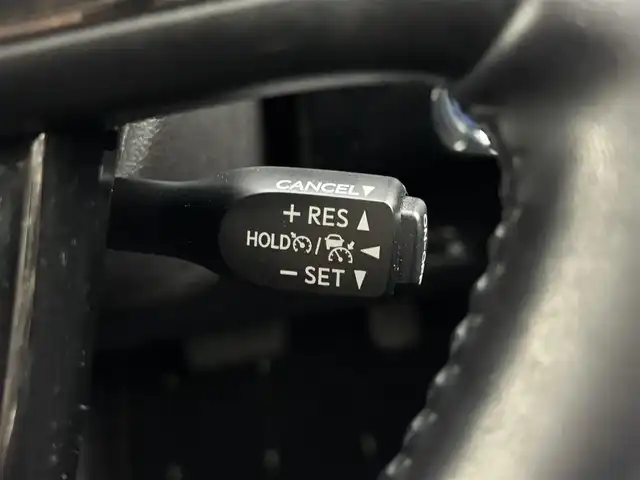 CANCEL▼
+ RES ▲
HOLD / ◀
− SET ▼